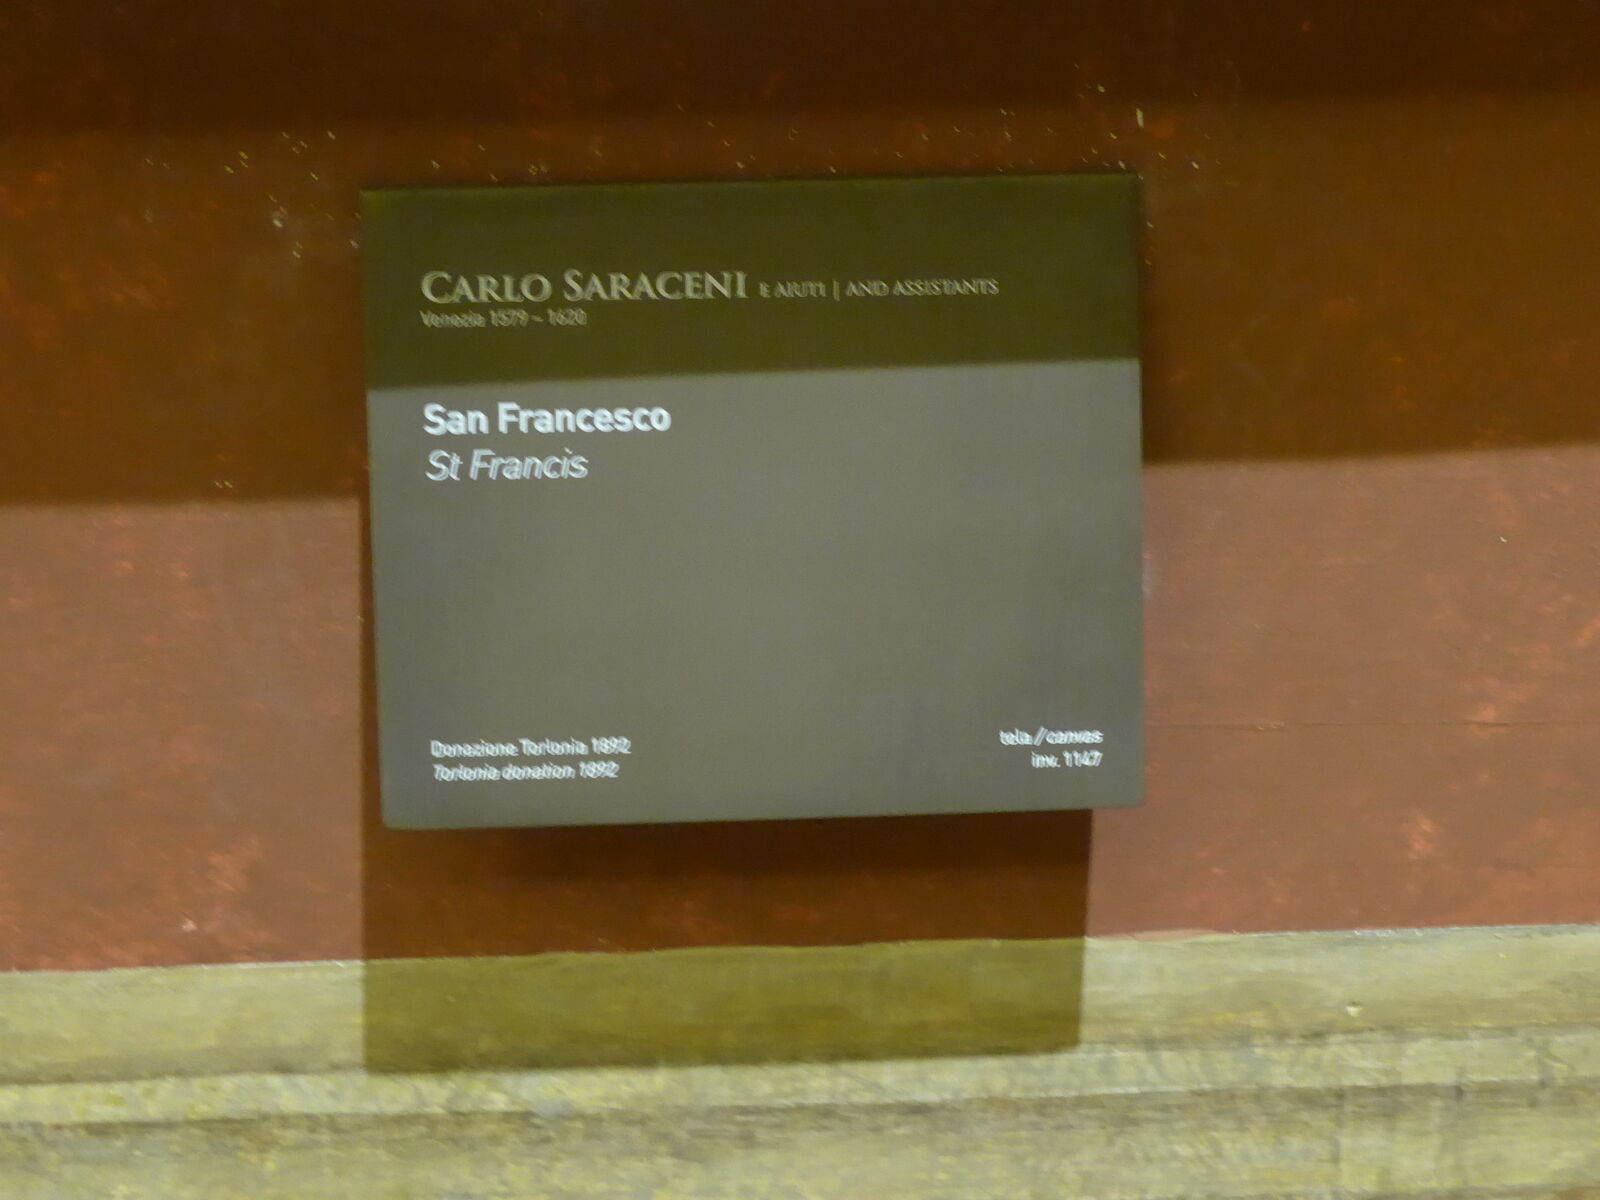 CARLO SARACENI E AIUTI | AND ASSISTANTS
Venezia 1579 – 1620
San Francesco
St Francis
Donazione Torlonia 1892
Torlonia donation 1892
tela / canvas
inv. 1147